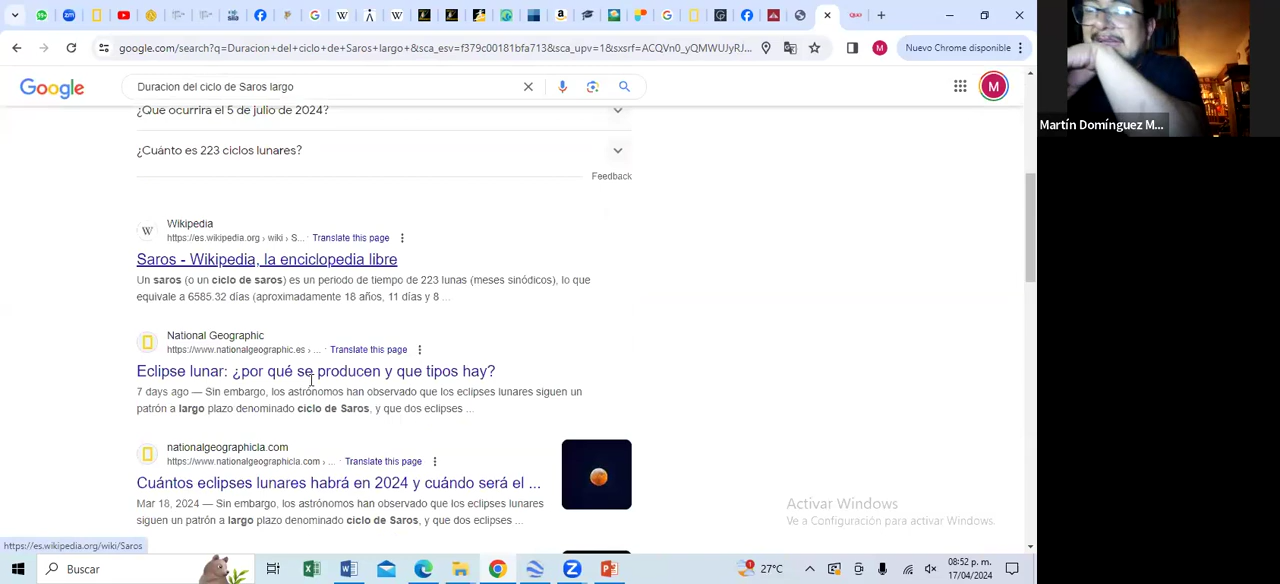 google.com/search?q=Duracion+del+ciclo+de+Saros+largo+&sca_esv=f379c00181bfa713&sca_upv=1&sxsrf=ACQVn0_yQMWUJyRJ...
M
Nuevo Chrome disponible
Google
Duracion del ciclo de Saros largo
M
Martín Domínguez M...
¿Que ocurrirá el 5 de julio de 2024?
¿Cuánto es 223 ciclos lunares?
Feedback
W
Wikipedia
https://es.wikipedia.org › wiki › S... · Translate this page
Saros - Wikipedia, la enciclopedia libre
Un saros (o un ciclo de saros) es un periodo de tiempo de 223 lunas (meses sinódicos), lo que
equivale a 6585.32 días (aproximadamente 18 años, 11 días y 8 ...
National Geographic
https://www.nationalgeographic.es › ... · Translate this page
Eclipse lunar: ¿por qué se producen y que tipos hay?
7 days ago — Sin embargo, los astrónomos han observado que los eclipses lunares siguen un
patrón a largo plazo denominado ciclo de Saros, y que dos eclipses ...
nationalgeographicla.com
https://www.nationalgeographicla.com › ... · Translate this page
Cuántos eclipses lunares habrá en 2024 y cuándo será el ...
Mar 18, 2024 — Sin embargo, los astrónomos han observado que los eclipses lunares
siguen un patrón a largo plazo denominado ciclo de Saros, y que dos eclipses ...
Activar Windows
Ve a Configuración para activar Windows.
https://es.wikipedia.org/wiki/Saros
Buscar
27°C
08:52 p. m.
17/04/2024